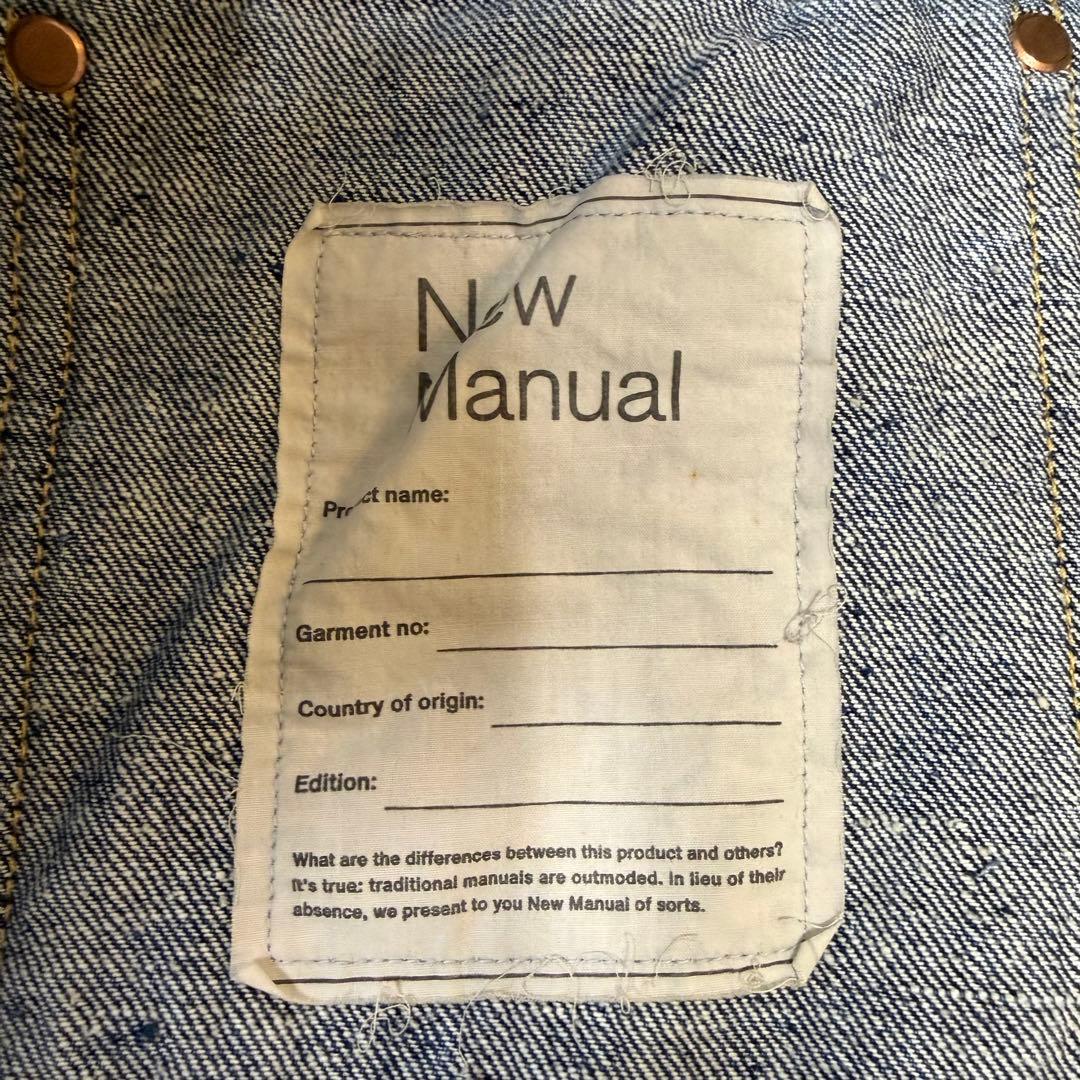 New
Manual
Product name:
Garment no:
Country of origin:
Edition:
What are the differences between this product and others?
It's true: traditional manuals are outmoded. In lieu of their
absence, we present to you New Manual of sorts.